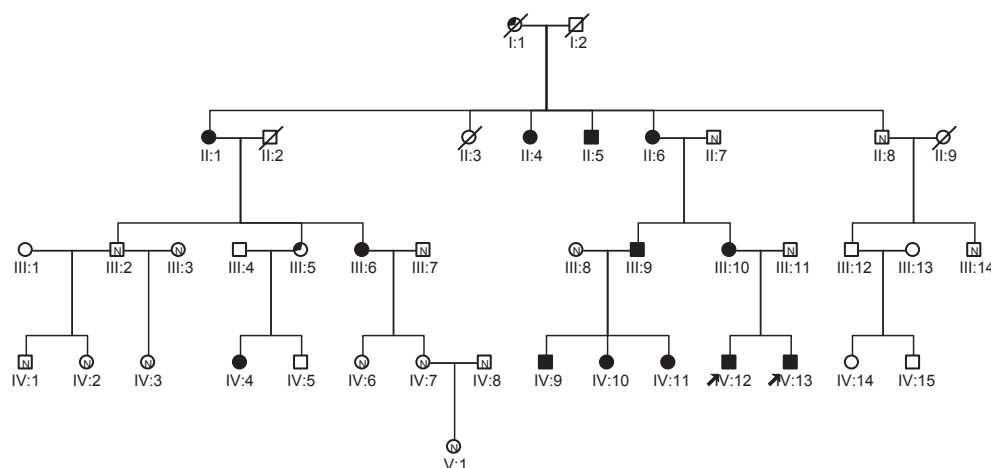 I:1 I:2
N N
II:1 II:2 II:3 II:4 II:5 II:6 II:7 II:8 II:9
N N N N N N N
III:1 III:2 III:3 III:4 III:5 III:6 III:7 III:8 III:9 III:10 III:11 III:12 III:13 III:14
N N N N N N
IV:1 IV:2 IV:3 IV:4 IV:5 IV:6 IV:7 IV:8 IV:9 IV:10 IV:11 IV:12 IV:13 IV:14 IV:15
N
V:1